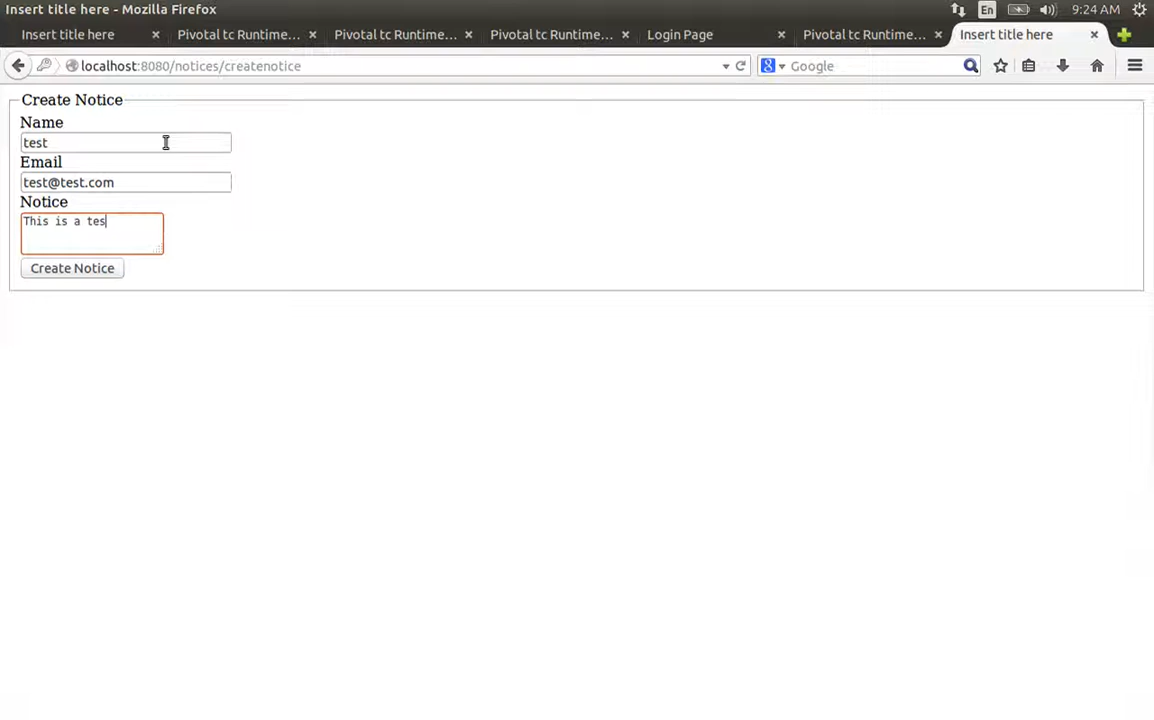 Insert title here - Mozilla Firefox
En
9:24 AM
Insert title here
Pivotal tc Runtime...
Pivotal tc Runtime...
Pivotal tc Runtime...
Login Page
Pivotal tc Runtime...
Insert title here
localhost:8080/notices/createnotice
Google
Create Notice
Name
test
Email
test@test.com
Notice
This is a tes
Create Notice